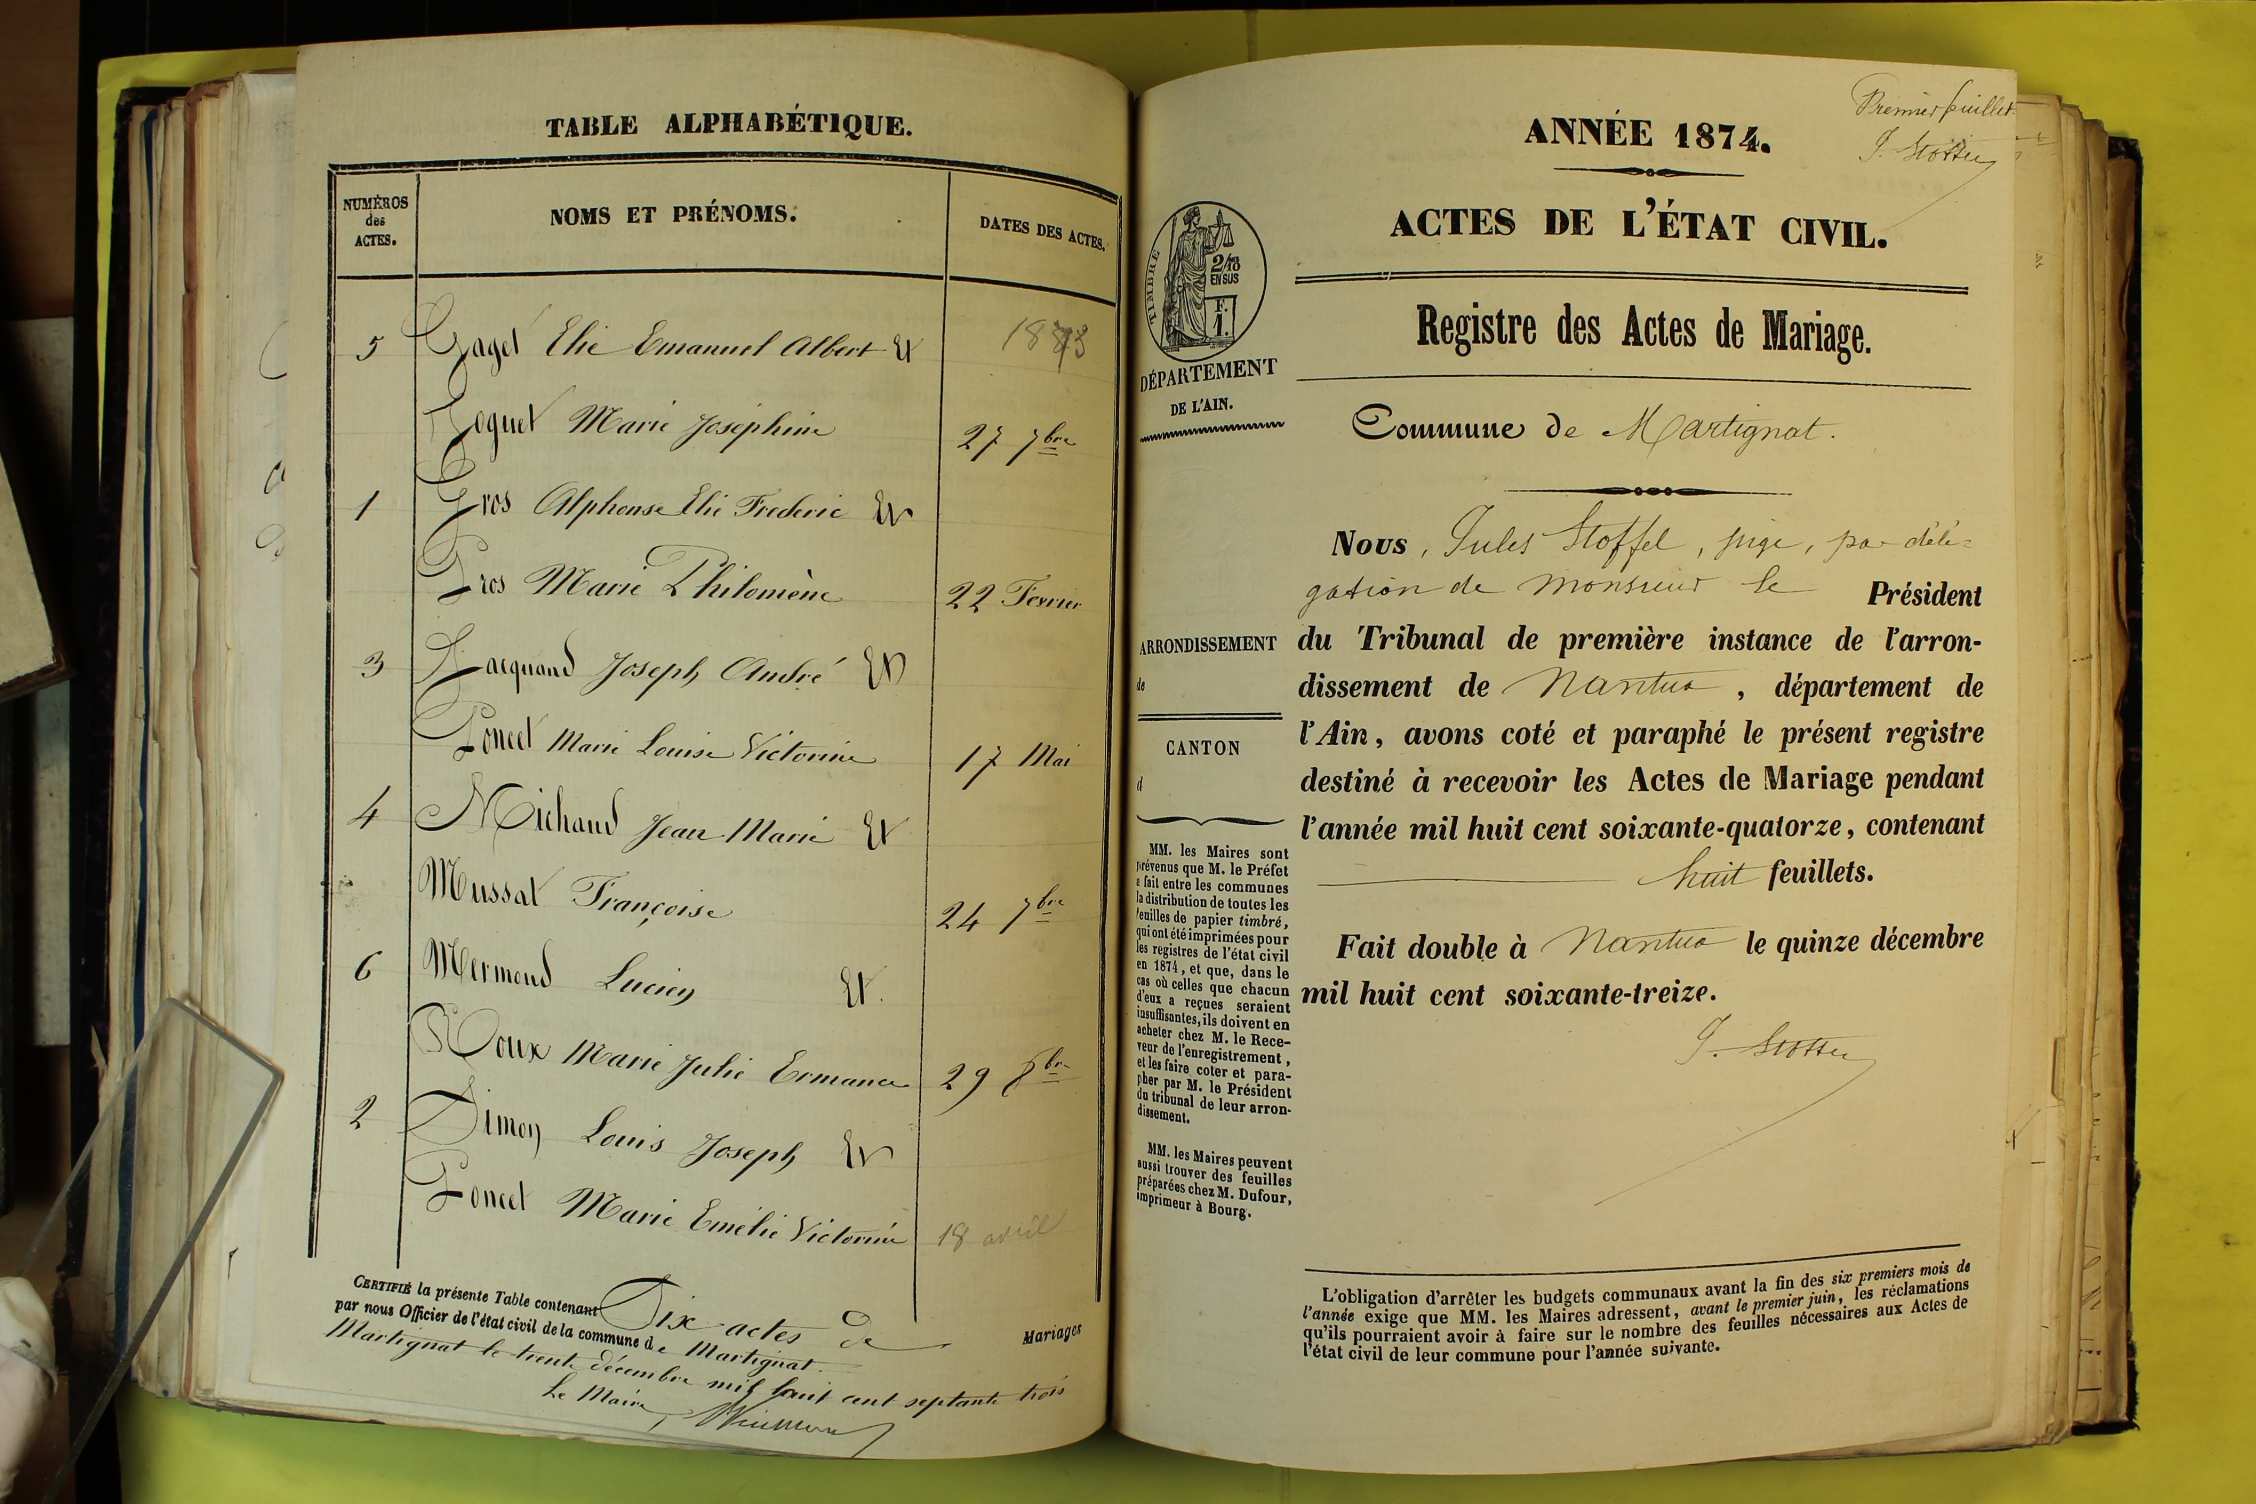 TABLE ALPHABÉTIQUE.
NUMÉROS des ACTES.
NOMS ET PRÉNOMS.
DATES DES ACTES.
5 Gaget Elie Emanuel Albert Et 1873
Marie Joséphine 27 7bre
1 Gros Alphonse Elie Frederic Et
Gros Marie Philomène 22 Fevrier
3 Jacquand Joseph André Et
Poncet Marie Louise Victorine 17 Mai
4 Michaud Jean Marie Et
Mussat Françoise 24 7bre
6 Mermond Lucien Et.
Roux Marie Julie Ermance 29 8bre
2 Simon Louis Joseph Et
Poncet Marie Emélie Victorine 18 avril
CERTIFIÉ la présente Table contenant Six actes de Mariages
par nous Officier de l'état civil de la commune de Martignat.
Martignat le trente décembre mil huit cent septante trois
Le Maire,
Premier feuillet
ANNÉE 1874.
ACTES DE L'ÉTAT CIVIL.
Registre des Actes de Mariage.
TIMBRE
2/10
EN SUS
F.
1.
DÉPARTEMENT
DE L'AIN.
Commune de Martignat.
Nous, Jules Stoffel, juge, par délé=
gation de monsieur le Président
du Tribunal de première instance de l'arron-
dissement de Nantua, département de
l'Ain, avons coté et paraphé le présent registre
destiné à recevoir les Actes de Mariage pendant
l'année mil huit cent soixante-quatorze, contenant
huit feuillets.
Fait double à Nantua le quinze décembre
mil huit cent soixante-treize.
J. Stoffel
ARRONDISSEMENT
de
CANTON
d
MM. les Maires sont
prévenus que M. le Préfet
a fait entre les communes
la distribution de toutes les
feuilles de papier timbré,
qui ont été imprimées pour
les registres de l'état civil
en 1874, et que, dans le
cas où celles que chacun
d'eux a reçues seraient
insuffisantes, ils doivent en
acheter chez M. le Rece-
veur de l'enregistrement,
et les faire coter et para-
pher par M. le Président
du tribunal de leur arron-
dissement.
MM. les Maires peuvent
aussi trouver des feuilles
préparées chez M. Dufour,
imprimeur à Bourg.
L'obligation d'arrêter les budgets communaux avant la fin des six premiers mois de
l'année exige que MM. les Maires adressent, avant le premier juin, les réclamations
qu'ils pourraient avoir à faire sur le nombre des feuilles nécessaires aux Actes de
l'état civil de leur commune pour l'année suivante.